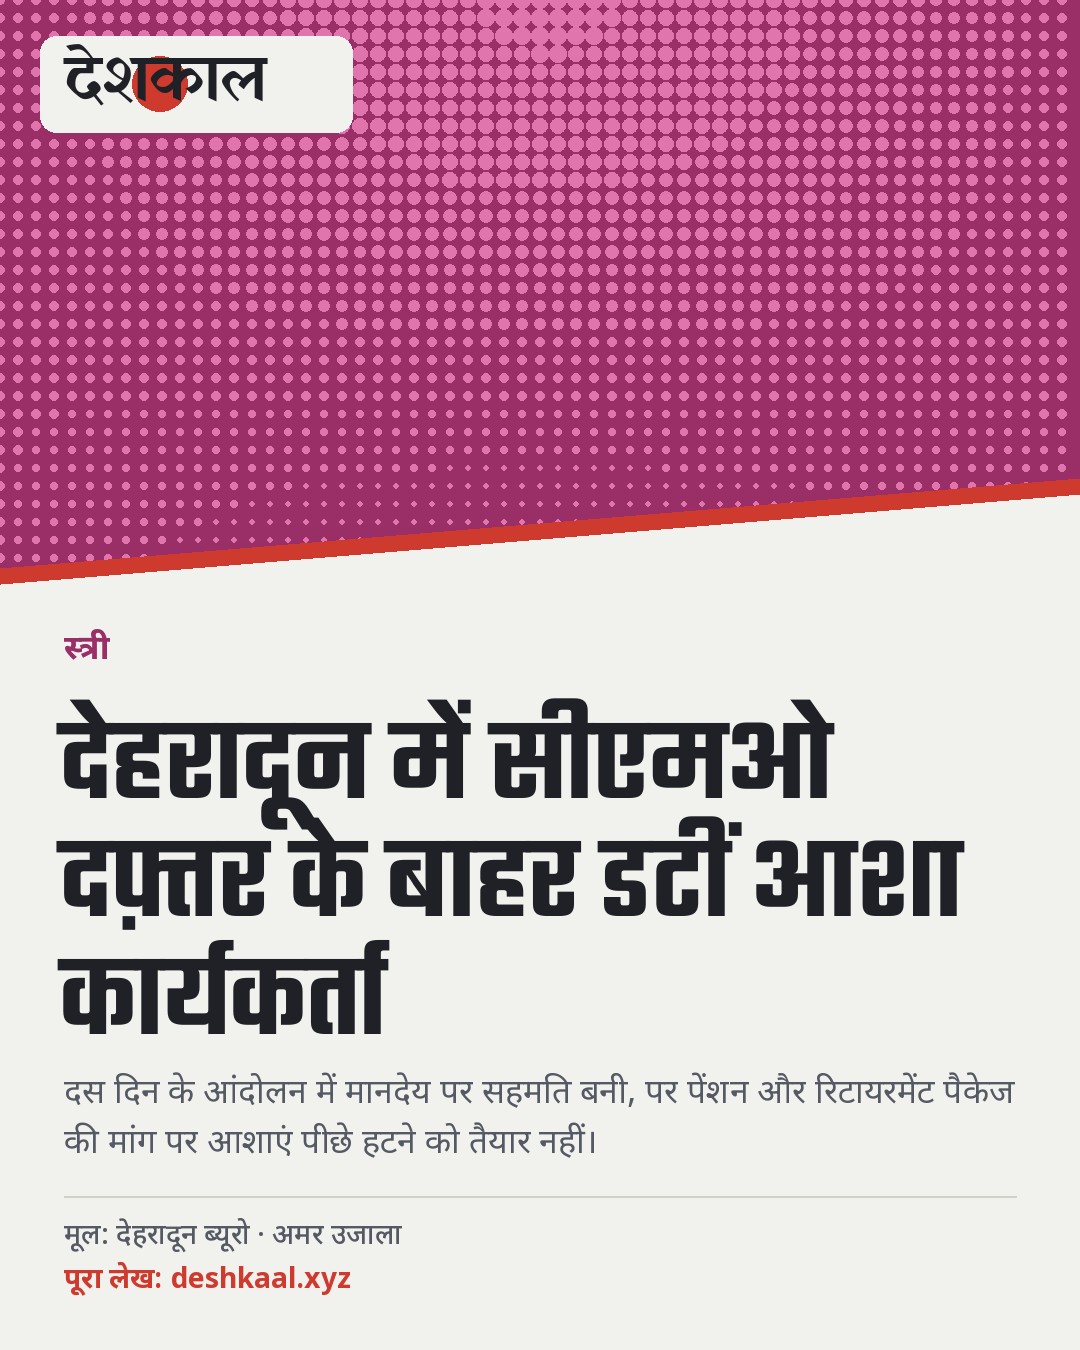 देशकाल
स्त्री
देहरादून में सीएमओ
दफ़्तर के बाहर डटीं आशा
कार्यकर्ता
दस दिन के आंदोलन में मानदेय पर सहमति बनी, पर पेंशन और रिटायरमेंट पैकेज
की मांग पर आशाएं पीछे हटने को तैयार नहीं।
मूल: देहरादून ब्यूरो · अमर उजाला
पूरा लेख: deshkaal.xyz